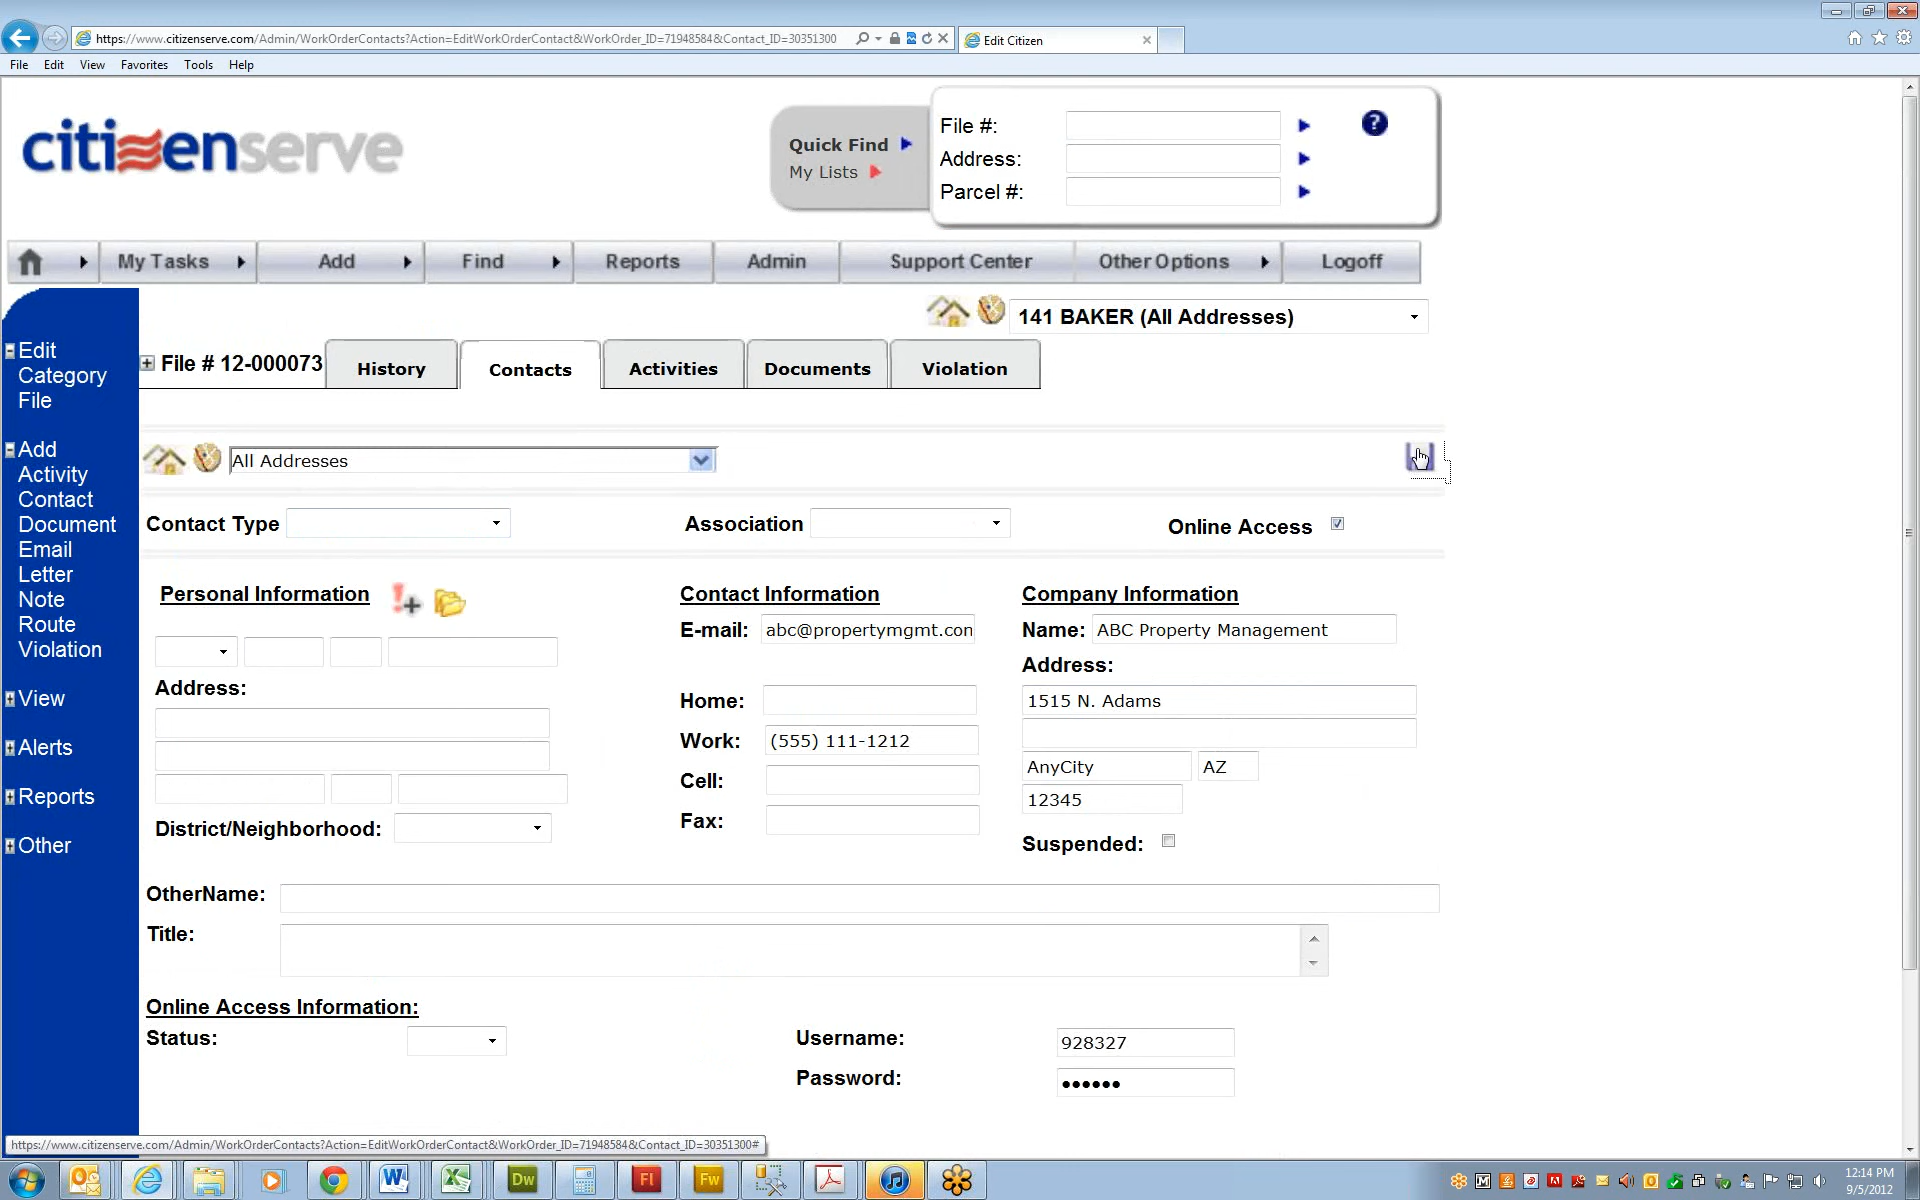 https://www.citizenserve.com/Admin/WorkOrderContacts?Action=EditWorkOrderContact&WorkOrder_ID=71948584&Contact_ID=30351300
Edit Citizen
File Edit View Favorites Tools Help
citizenserve
Quick Find
My Lists
File #:
Address:
Parcel #:
?
My Tasks Add Find Reports Admin Support Center Other Options Logoff
141 BAKER (All Addresses)
File # 12-000073 History Contacts Activities Documents Violation
Edit
Category
File
Add
Activity
Contact
Document
Email
Letter
Note
Route
Violation
View
Alerts
Reports
Other
All Addresses
Contact Type Association Online Access
Personal Information
Address:
District/Neighborhood:
Contact Information
E-mail: abc@propertymgmt.con
Home:
Work: (555) 111-1212
Cell:
Fax:
Company Information
Name: ABC Property Management
Address:
1515 N. Adams
AnyCity AZ
12345
Suspended:
OtherName:
Title:
Online Access Information:
Status:
Username: 928327
Password: ••••••
https://www.citizenserve.com/Admin/WorkOrderContacts?Action=EditWorkOrderContact&WorkOrder_ID=71948584&Contact_ID=30351300#
Dw Fl Fw
12:14 PM
9/5/2012